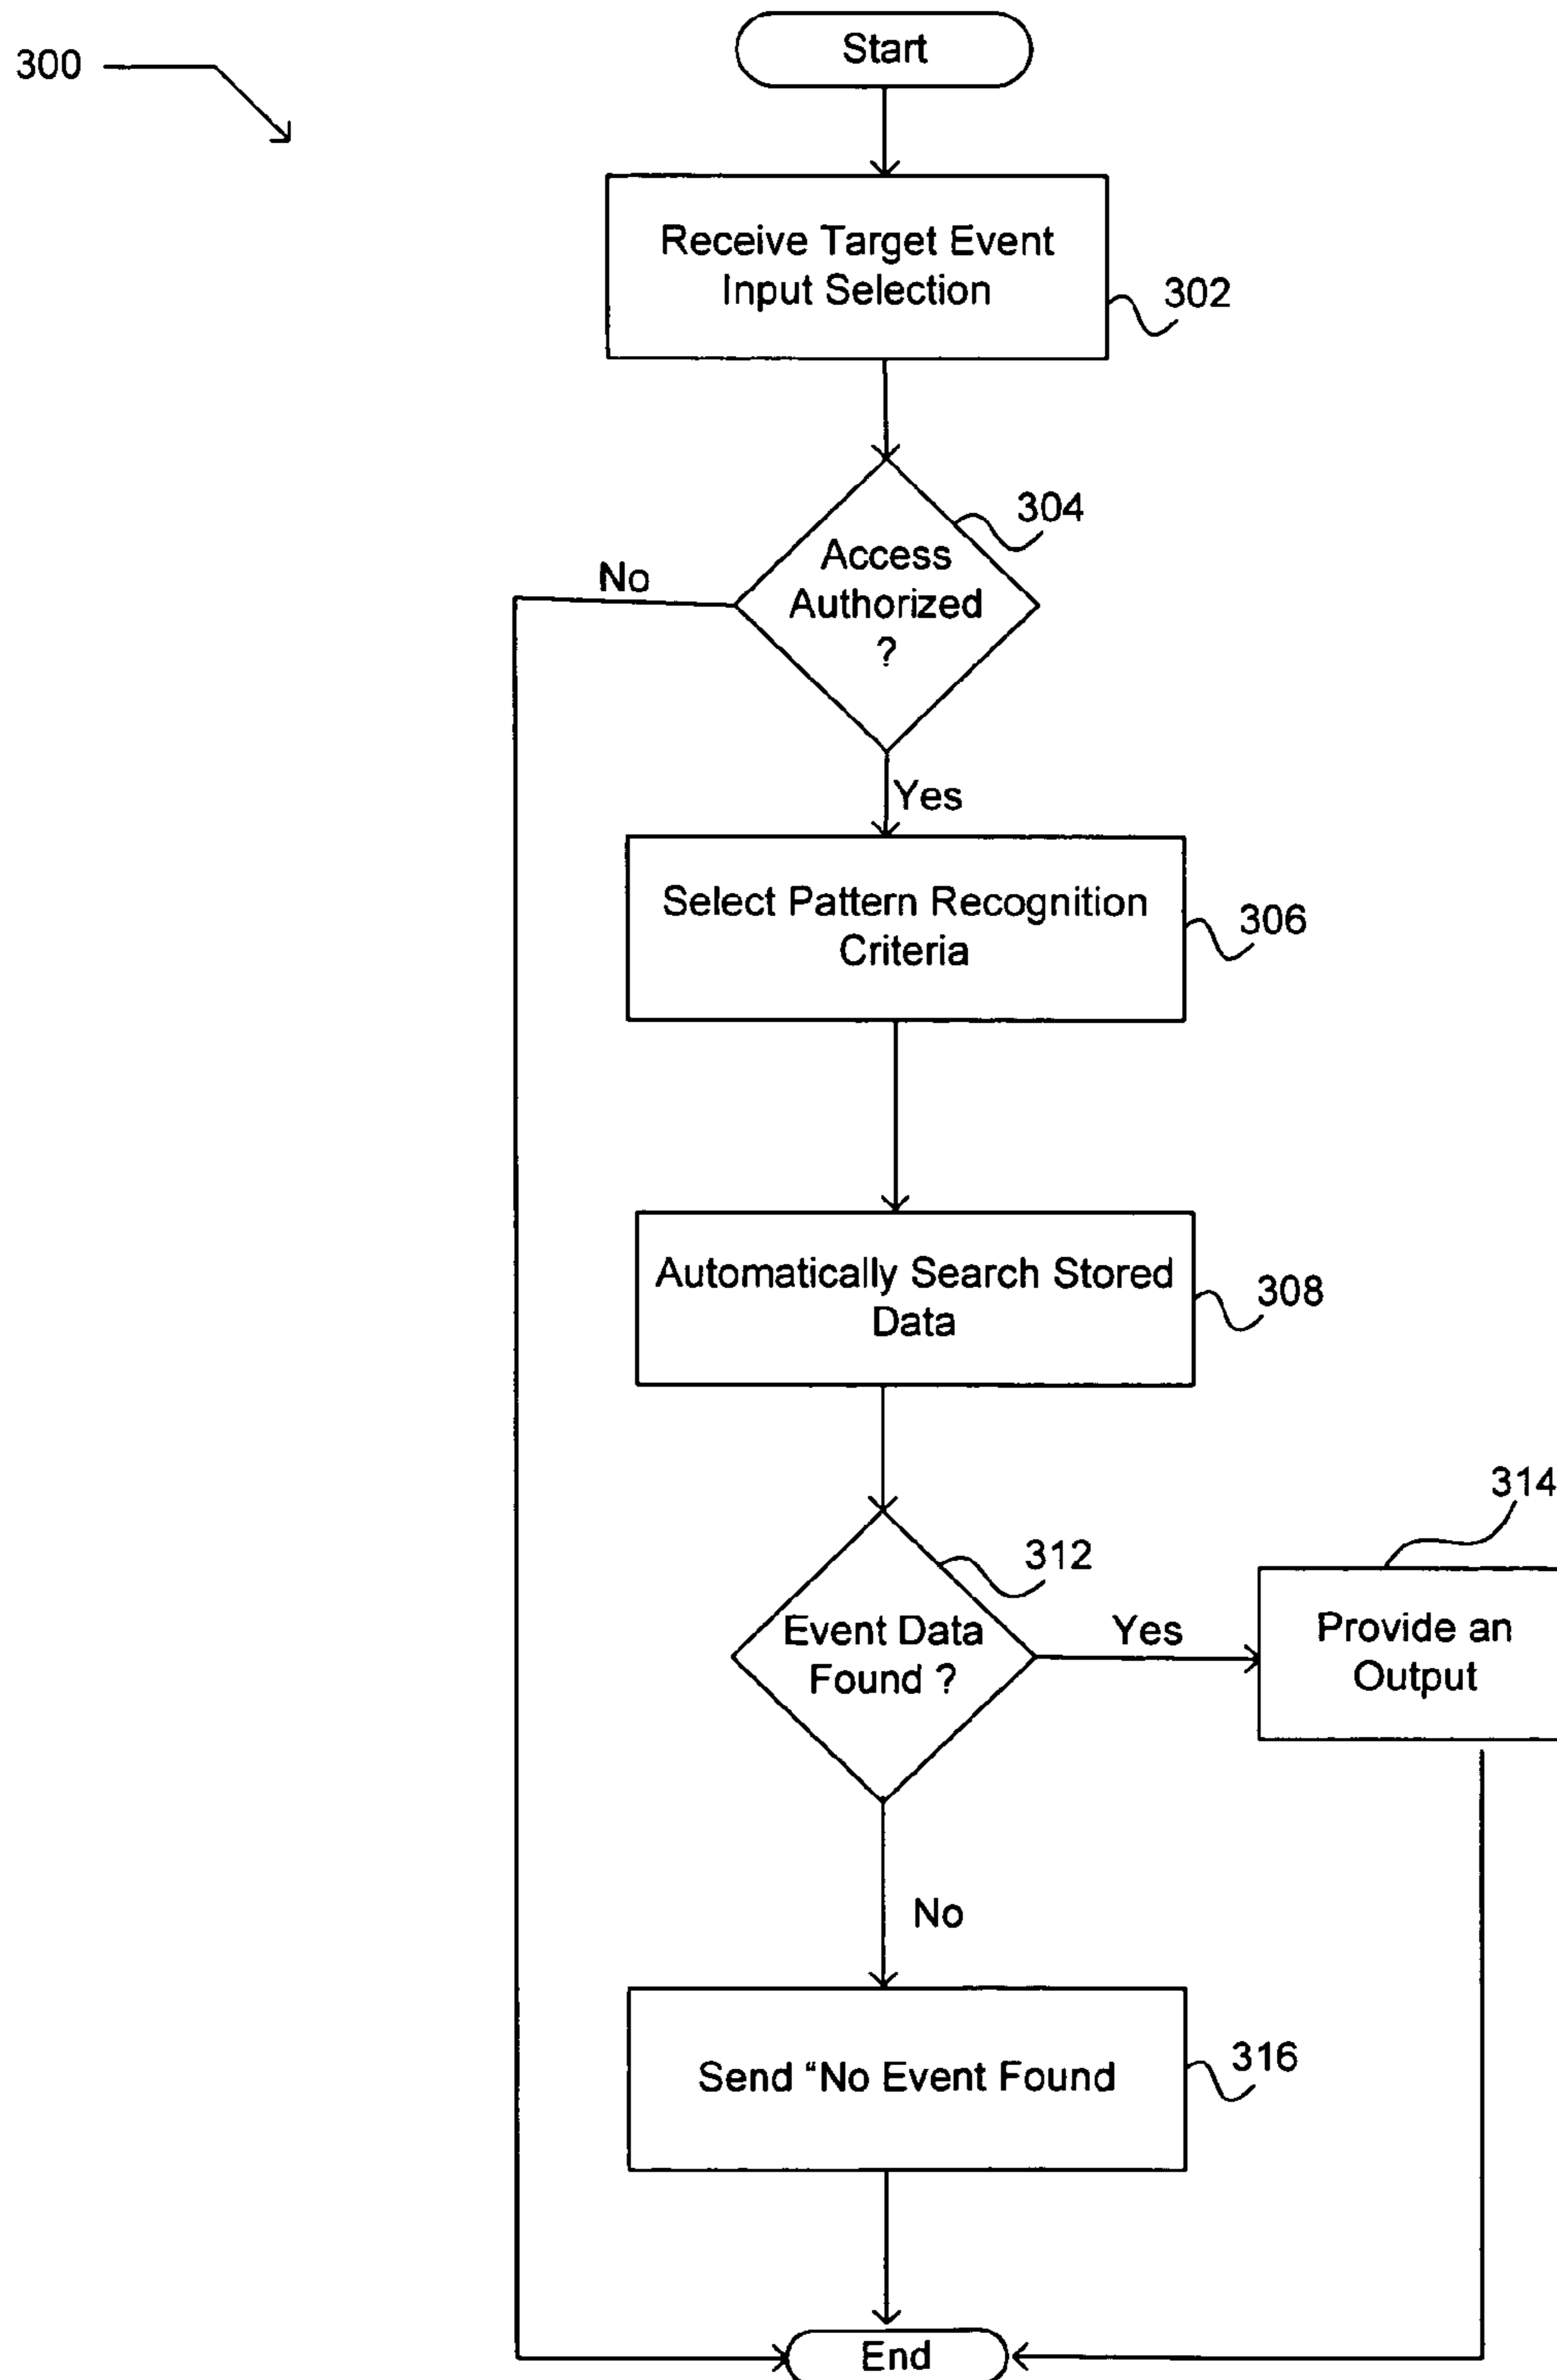 Start
300
Receive Target Event
Input Selection
302
304
Access
Authorized
?
No
Yes
Select Pattern Recognition
Criteria
306
Automatically Search Stored
Data
308
314
312
Event Data
Found ?
Yes
Provide an
Output
No
Send “No Event Found
316
End